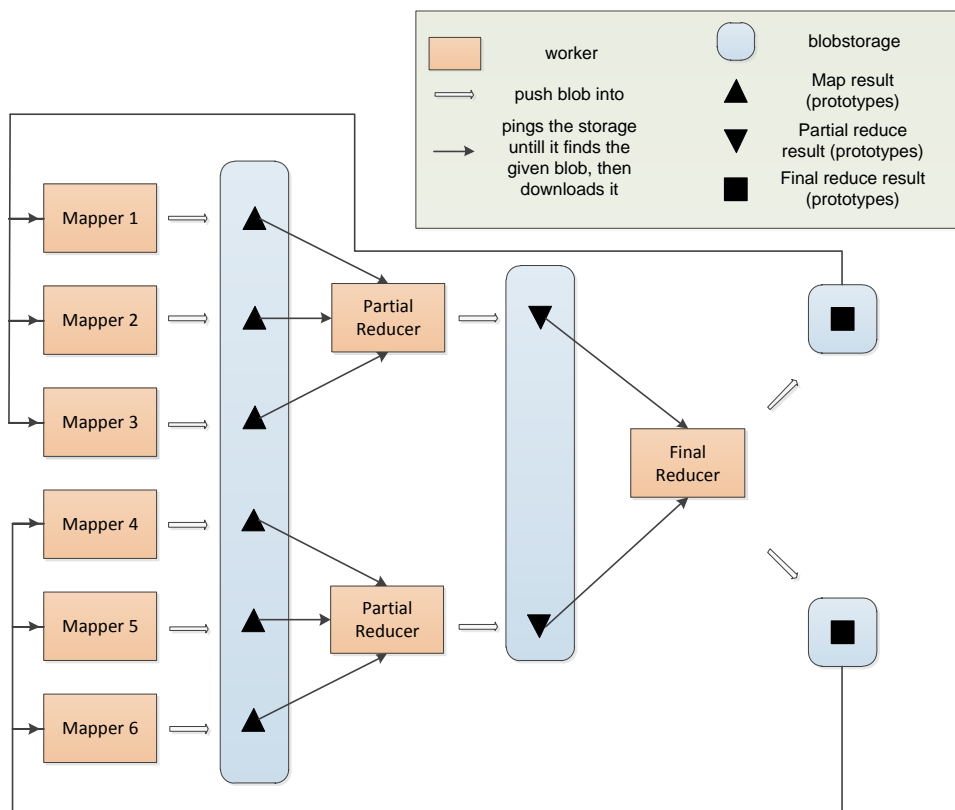 worker
push blob into
pings the storage
untill it finds the
given blob, then
downloads it
blobstorage
Map result
(prototypes)
Partial reduce
result (prototypes)
Final reduce result
(prototypes)
Mapper 1
Mapper 2
Mapper 3
Mapper 4
Mapper 5
Mapper 6
Partial
Reducer
Partial
Reducer
Final
Reducer